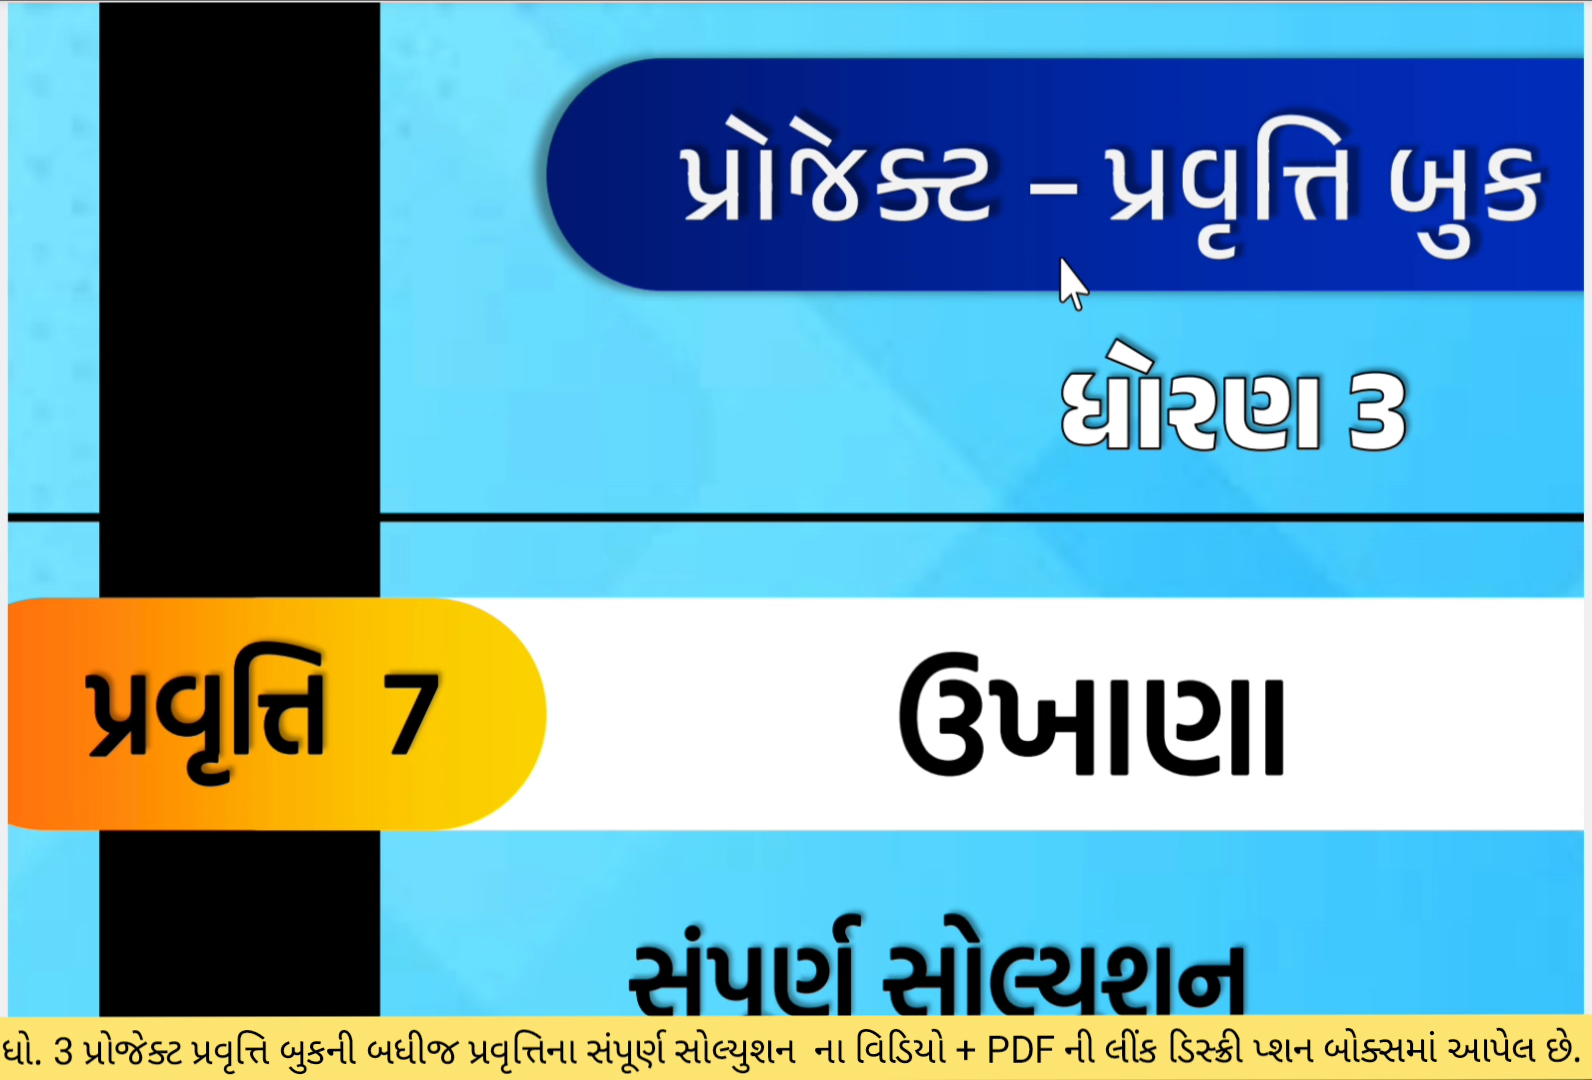 પ્રોજેક્ટ – પ્રવૃત્તિ બુક
ધોરણ 3
પ્રવૃત્તિ 7
ઉખાણા
સંપૂર્ણ સોલ્યુશન
ધો. 3 પ્રોજેક્ટ પ્રવૃત્તિ બુકની બધીજ પ્રવૃત્તિના સંપૂર્ણ સોલ્યુશન ના વિડિયો + PDF ની લીંક ડિસ્ક્રી પ્શન બોક્સમાં આપેલ છે.